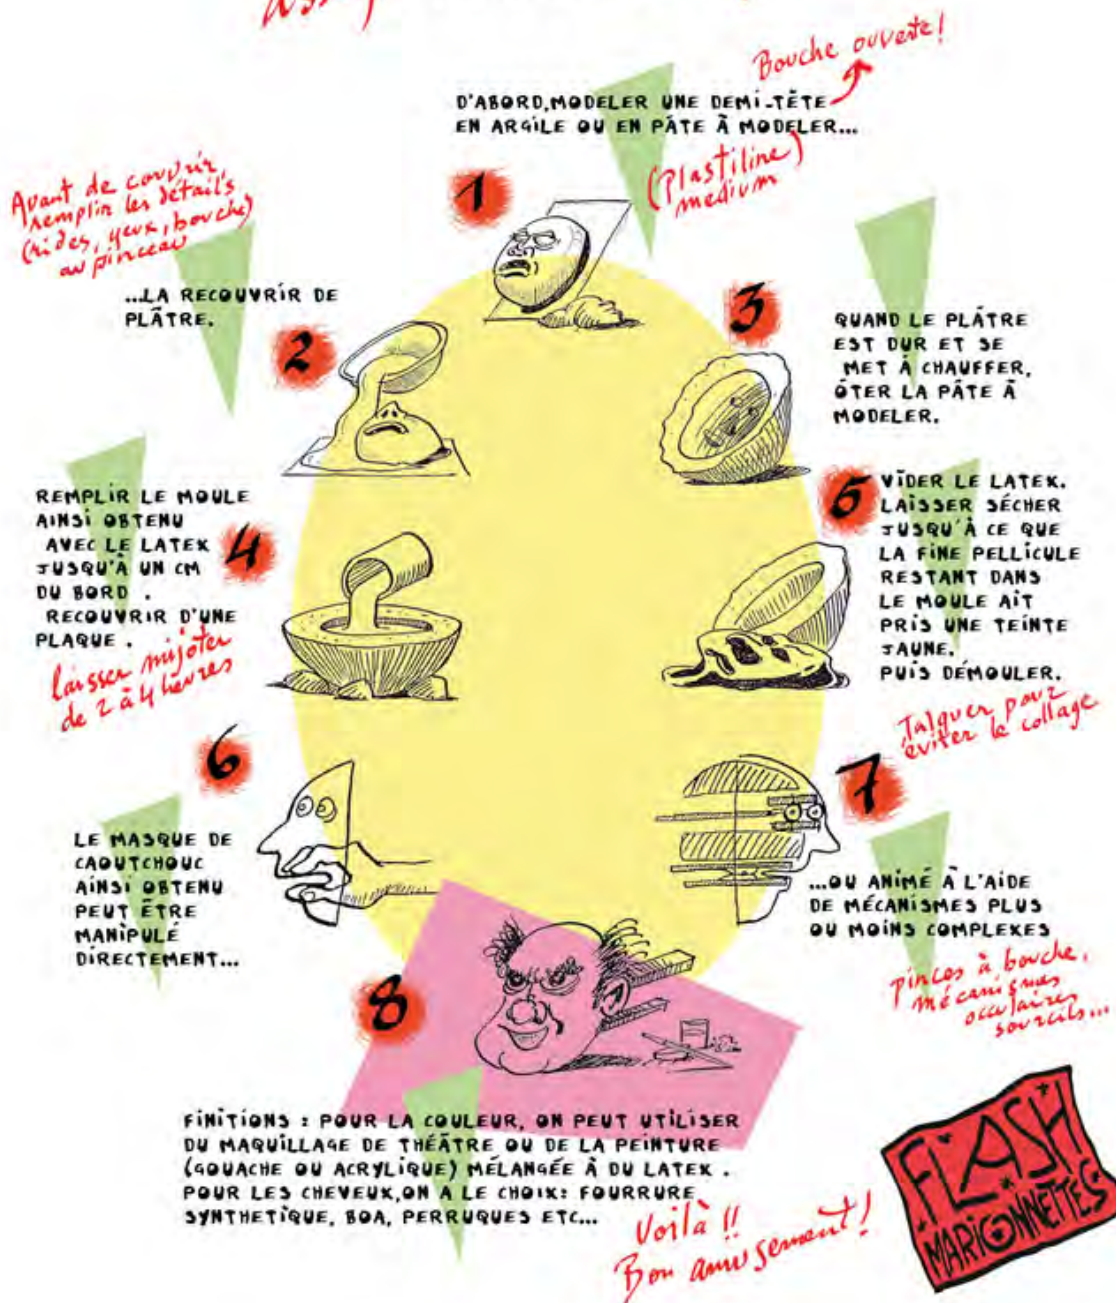 Bouche ouverte!
D'ABORD, MODELER UNE DEMI-TÊTE
EN ARGILE OU EN PÂTE À MODELER...
(Plastiline)
medium
1
Avant de couvrir,
remplir les détails
(rides, yeux, bouche)
au pinceau
...LA RECOUVRIR DE
PLÂTRE.
2
3
QUAND LE PLÂTRE
EST DUR ET SE
MET À CHAUFFER,
ÔTER LA PÂTE À
MODELER.
REMPLIR LE MOULE
AINSI OBTENU
AVEC LE LATEX
JUSQU'À UN CM
DU BORD .
RECOUVRIR D'UNE
PLAQUE .
4
laisser mijoter
de 2 à 4 heures
5
VIDER LE LATEX.
LAISSER SÉCHER
JUSQU'À CE QUE
LA FINE PELLICULE
RESTANT DANS
LE MOULE AIT
PRIS UNE TEINTE
JAUNE.
PUIS DÉMOULER.
Talquer pour
éviter le collage
6
LE MASQUE DE
CAOUTCHOUC
AINSI OBTENU
PEUT ÊTRE
MANIPULÉ
DIRECTEMENT...
7
...OU ANIMÉ À L'AIDE
DE MÉCANISMES PLUS
OU MOINS COMPLEXES
pinces à bouche,
mécanismes
occulaires
sourcils...
8
FINITIONS : POUR LA COULEUR, ON PEUT UTILISER
DU MAQUILLAGE DE THÉÂTRE OU DE LA PEINTURE
(GOUACHE OU ACRYLIQUE) MÉLANGÉE À DU LATEX .
POUR LES CHEVEUX, ON A LE CHOIX: FOURRURE
SYNTHETIQUE, BOA, PERRUQUES ETC...
Voilà !!
Bon amusement!
FLASH
MARIONNETTES